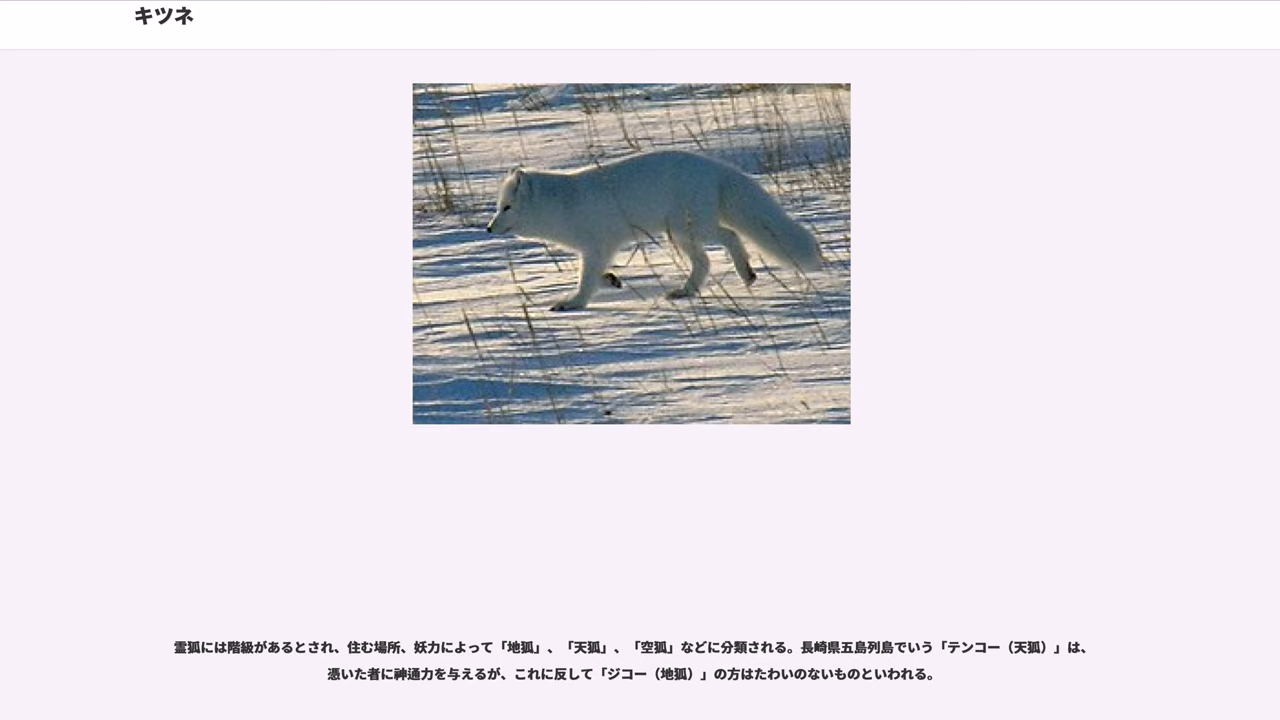 キツネ
霊狐には階級があるとされ、住む場所、妖力によって「地狐」、「天狐」、「空狐」などに分類される。長崎県五島列島でいう「テンコー（天狐）」は、
憑いた者に神通力を与えるが、これに反して「ジコー（地狐）」の方はたわいのないものといわれる。